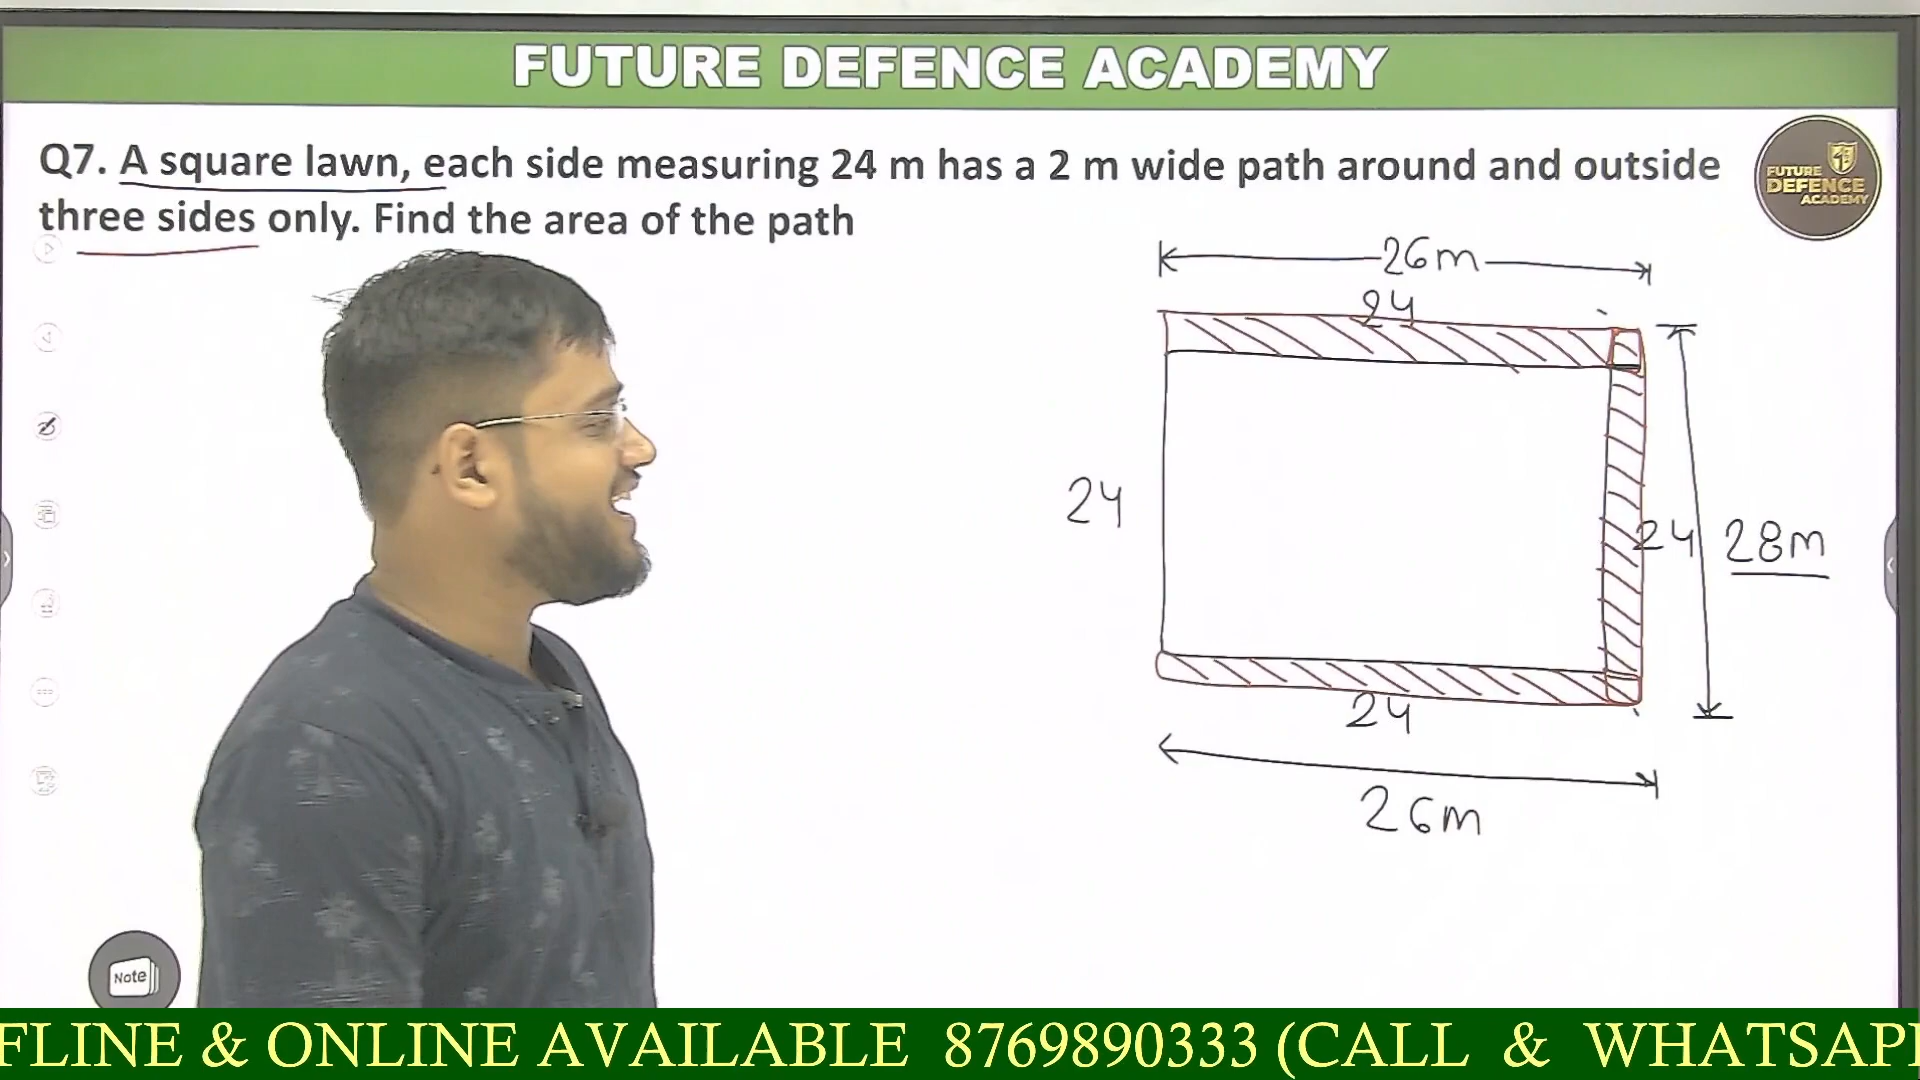 FUTURE DEFENCE ACADEMY
Q7. A square lawn, each side measuring 24 m has a 2 m wide path around and outside
three sides only. Find the area of the path
FUTURE
DEFENCE
ACADEMY
26m
24
24
24
28m
24
26m
Note
FLINE & ONLINE AVAILABLE 8769890333 (CALL & WHATSAP